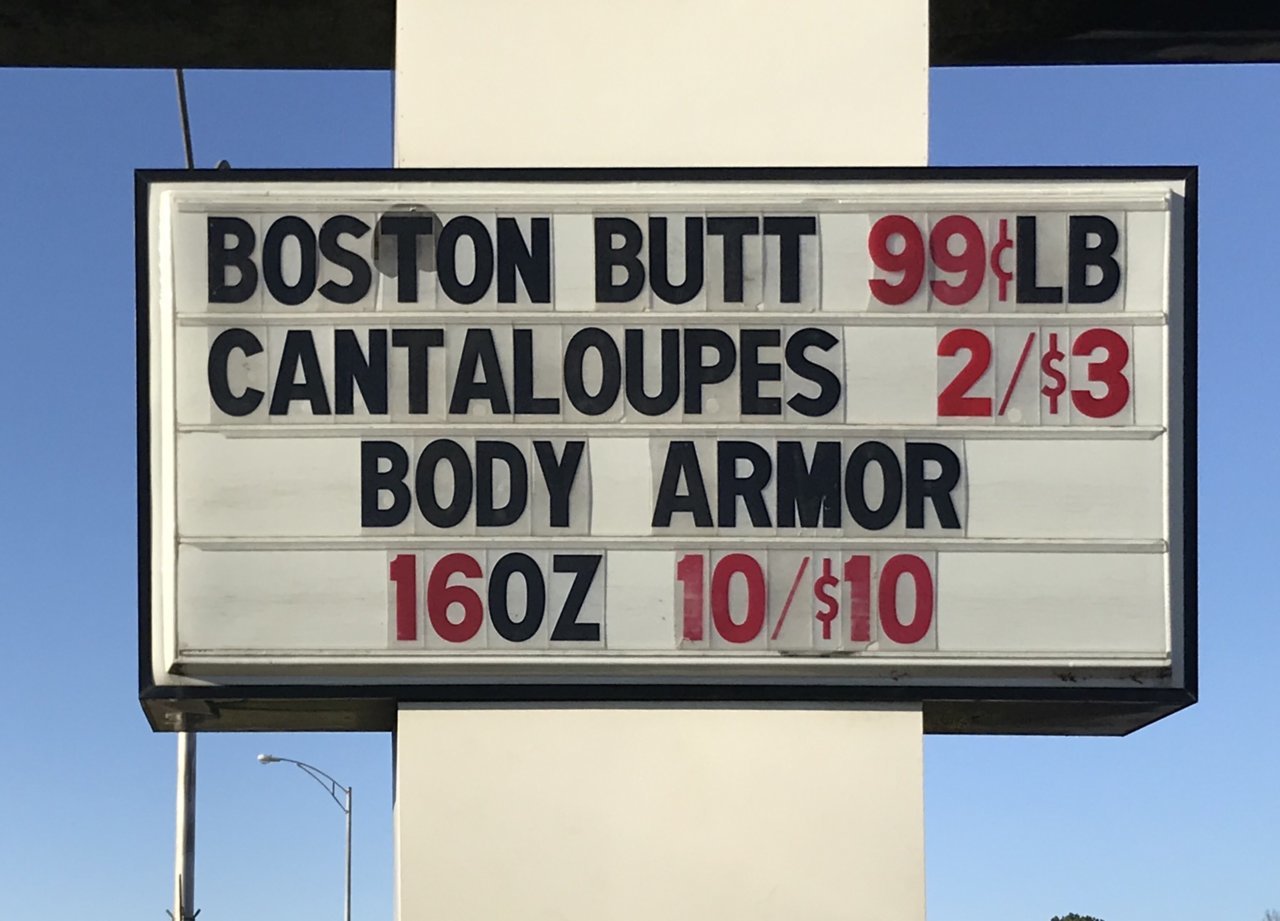 BOSTON BUTT 99¢LB
CANTALOUPES 2/$3
BODY ARMOR
16OZ 10/$10